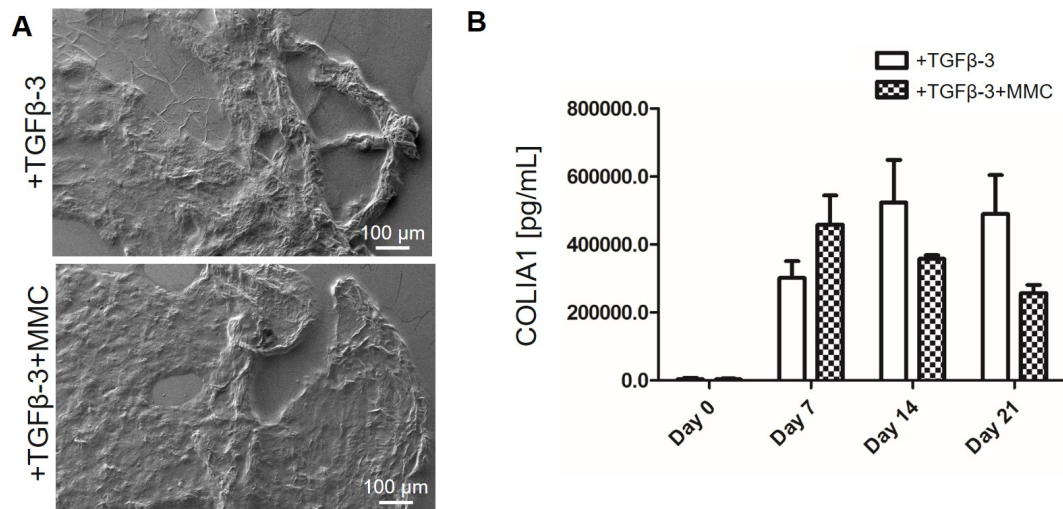 A
+TGFβ-3
100 µm
+TGFβ-3+MMC
100 µm
B
+TGFβ-3
+TGFβ-3+MMC
COLIA1 [pg/mL]
800000.0
600000.0
400000.0
200000.0
0.0
Day 0
Day 7
Day 14
Day 21